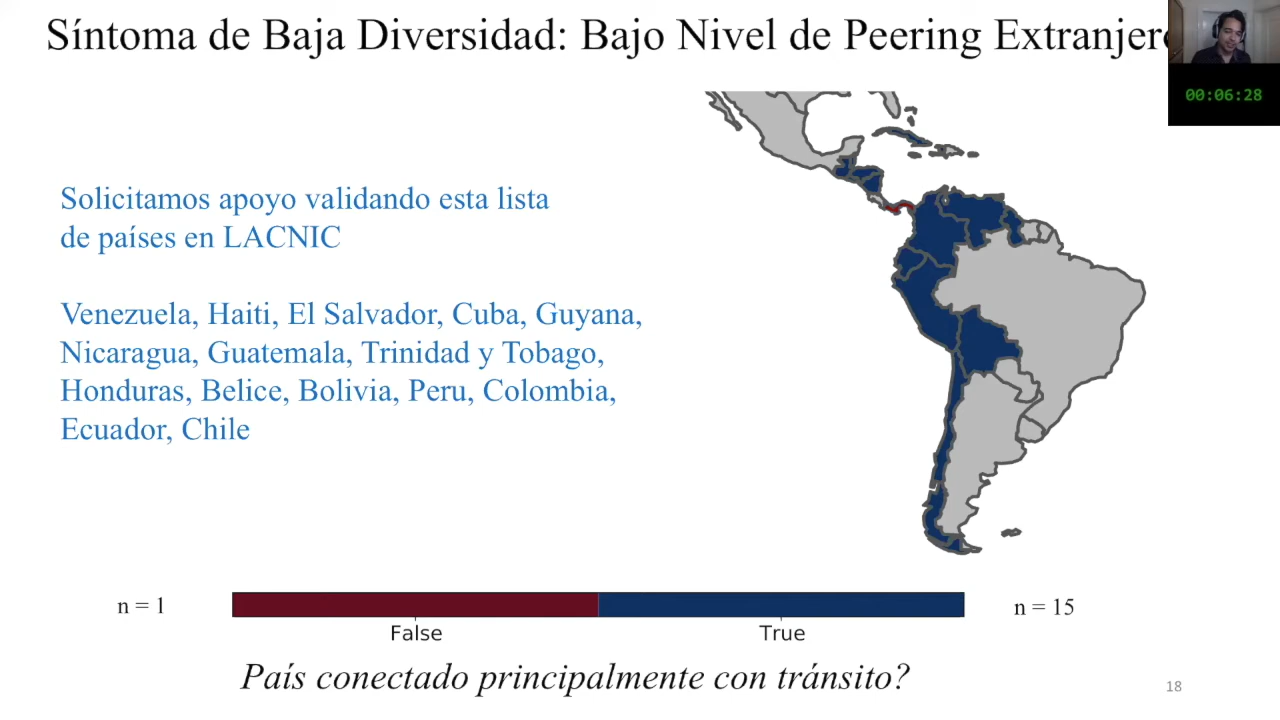 Síntoma de Baja Diversidad: Bajo Nivel de Peering Extranjero
00:06:28
Solicitamos apoyo validando esta lista
de países en LACNIC
Venezuela, Haiti, El Salvador, Cuba, Guyana,
Nicaragua, Guatemala, Trinidad y Tobago,
Honduras, Belice, Bolivia, Peru, Colombia,
Ecuador, Chile
n = 1
n = 15
False
True
País conectado principalmente con tránsito?
18